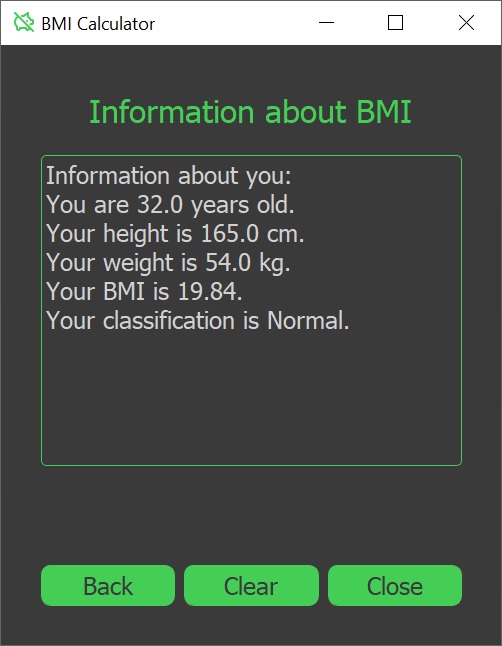 BMI Calculator
Information about BMI
Information about you:
You are 32.0 years old.
Your height is 165.0 cm.
Your weight is 54.0 kg.
Your BMI is 19.84.
Your classification is Normal.
Back Clear Close